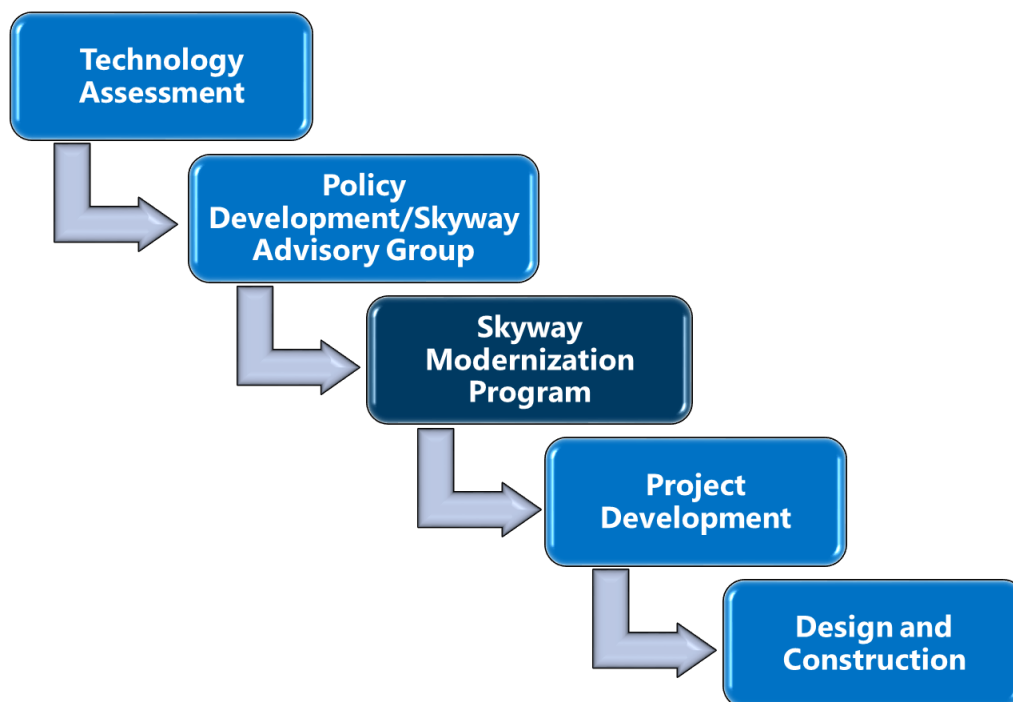 Technology
Assessment
Policy
Development/Skyway
Advisory Group
Skyway
Modernization
Program
Project
Development
Design and
Construction